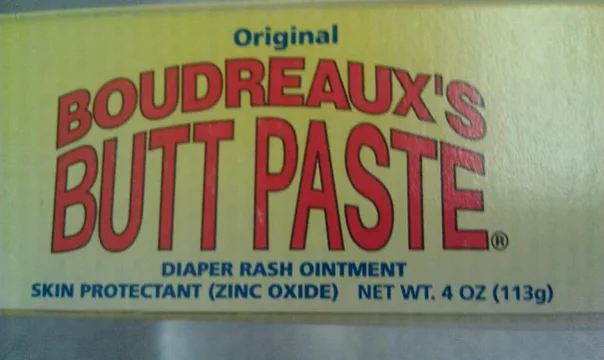 Original
BOUDREAUX'S
BUTT PASTE®
DIAPER RASH OINTMENT
SKIN PROTECTANT (ZINC OXIDE) NET WT. 4 OZ (113g)